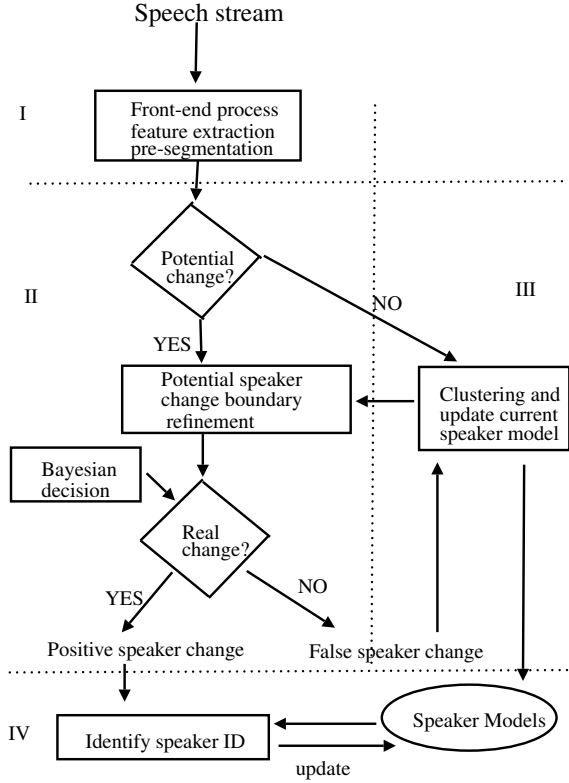 Speech stream
I
Front-end process
feature extraction
pre-segmentation
Potential
change?
II
III
NO
YES
Potential speaker
change boundary
refinement
Clustering and
update current
speaker model
Bayesian
decision
Real
change?
YES
NO
Positive speaker change
False speaker change
IV
Identify speaker ID
Speaker Models
update